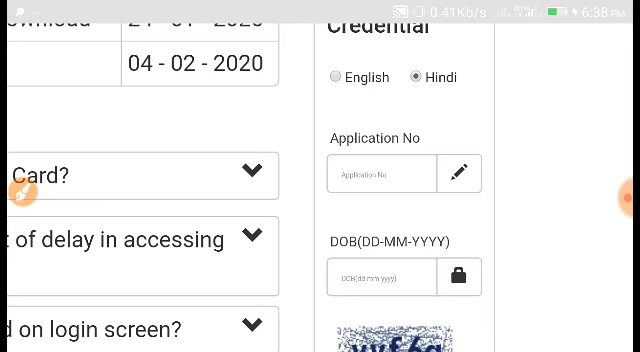 0.41Kb/s
6:38 PM
04 - 02 - 2020
Card?
of delay in accessing
d on login screen?
Credential
English
Hindi
Application No
Application No
DOB(DD-MM-YYYY)
DOB(dd-mm-yyyy)